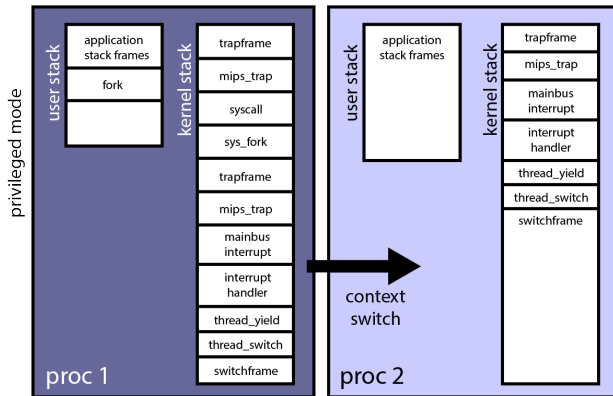 privileged mode
user stack
application
stack frames
fork
kernel stack
trapframe
mips_trap
syscall
sys_fork
trapframe
mips_trap
mainbus
interrupt
interrupt
handler
thread_yield
thread_switch
switchframe
proc 1
context
switch
user stack
application
stack frames
kernel stack
trapframe
mips_trap
mainbus
interrupt
interrupt
handler
thread_yield
thread_switch
switchframe
proc 2